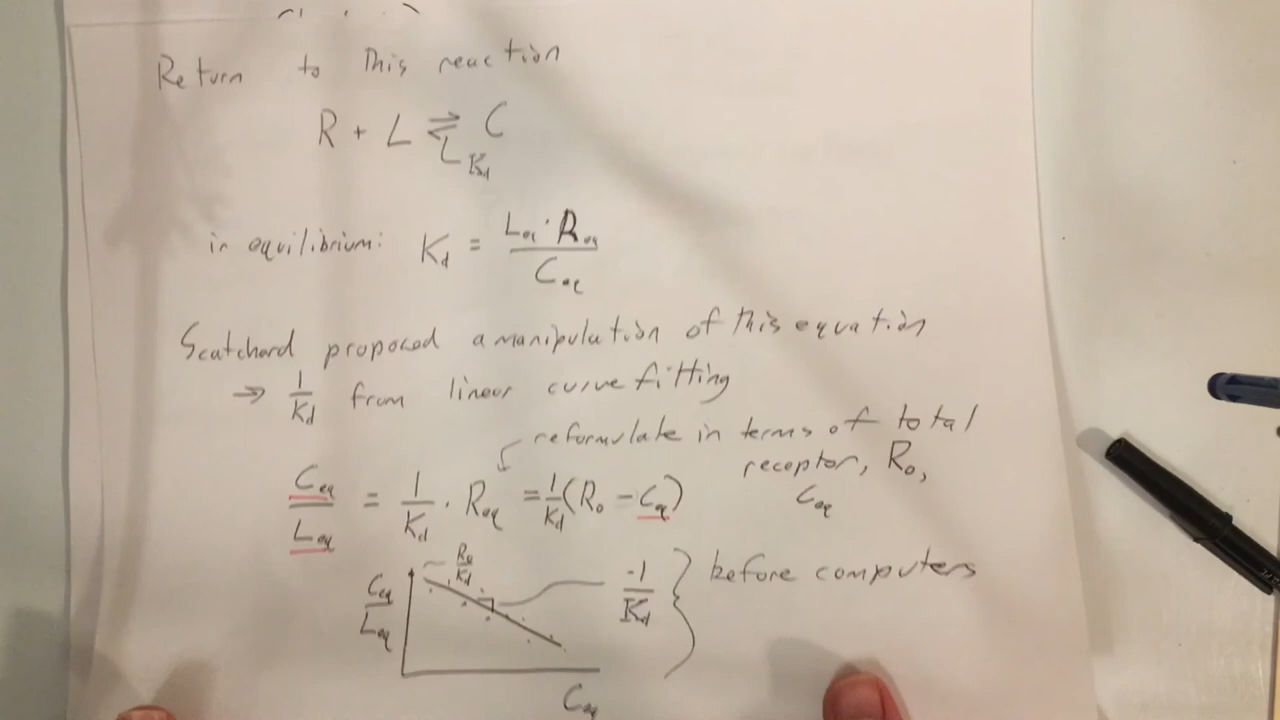 Return to this reaction
R + L ⇌ C
K_d
in equilibrium: K_d = (L_eq · R_eq) / C_eq
Scatchard proposed a manipulation of this equation
⇒ 1/K_d from linear curve fitting
reformulate in terms of total
receptor, R_0,
C_eq
C_eq / L_eq = 1/K_d · R_eq = 1/K_d (R_0 - C_eq)
R_0/K_d
C_eq / L_eq
-1/K_d } before computers
C_eq